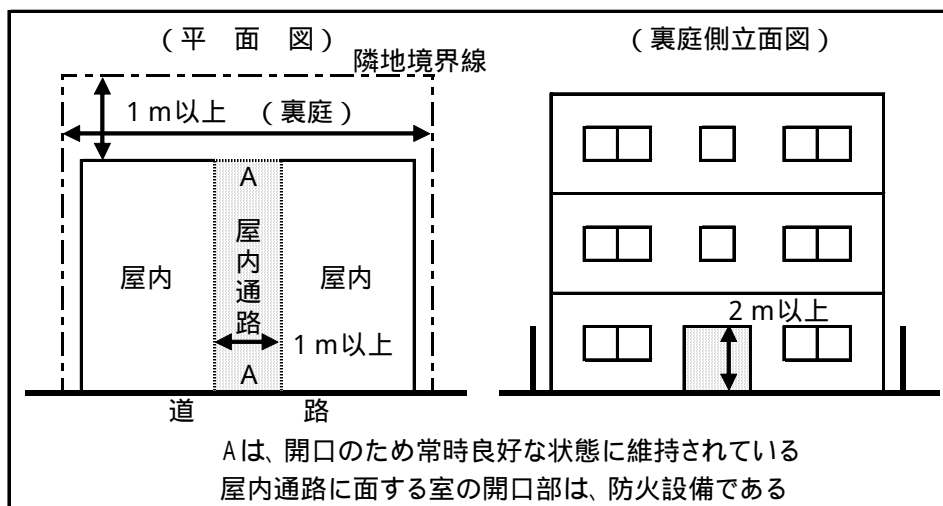 (平 面 図)
隣地境界線
1m以上 (裏庭)
A
屋内通路
屋内
屋内
1m以上
A
道 路
(裏庭側立面図)
2m以上
Aは、開口のため常時良好な状態に維持されている
屋内通路に面する室の開口部は、防火設備である